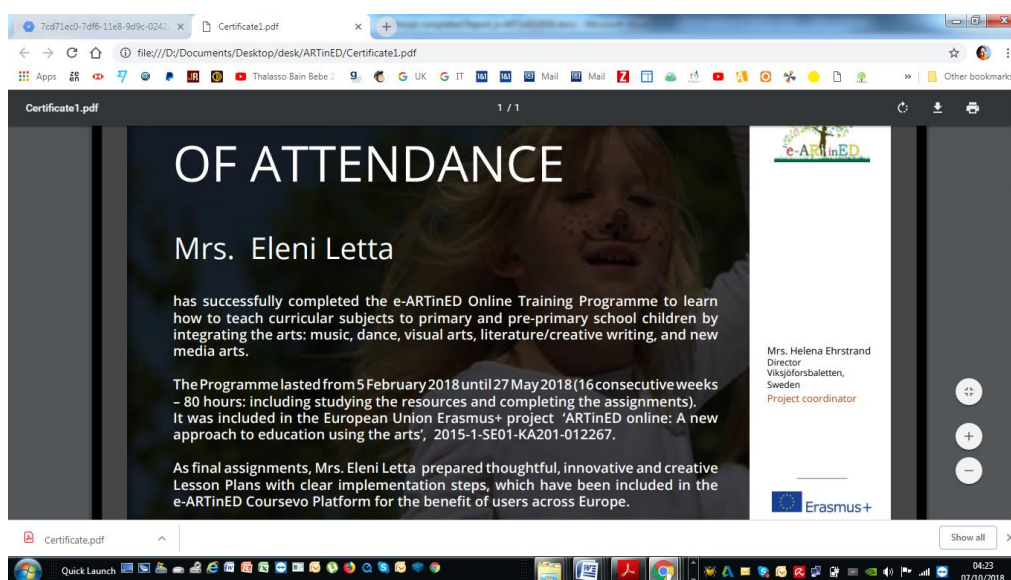 7cd71ec0-7df6-11e8-9d9c-0242
Certificate1.pdf
file:///D:/Documents/Desktop/desk/ARTinED/Certificate1.pdf
Apps
Thalasso Bain Bebe
UK
IT
Mail
Mail
Other bookmarks
Certificate1.pdf
1 / 1
OF ATTENDANCE
Mrs. Eleni Letta
has successfully completed the e-ARTinED Online Training Programme to learn
how to teach curricular subjects to primary and pre-primary school children by
integrating the arts: music, dance, visual arts, literature/creative writing, and new
media arts.
The Programme lasted from 5 February 2018 until 27 May 2018 (16 consecutive weeks
– 80 hours: including studying the resources and completing the assignments).
It was included in the European Union Erasmus+ project ‘ARTinED online: A new
approach to education using the arts’, 2015-1-SE01-KA201-012267.
As final assignments, Mrs. Eleni Letta prepared thoughtful, innovative and creative
Lesson Plans with clear implementation steps, which have been included in the
e-ARTinED Coursevo Platform for the benefit of users across Europe.
e-ARTinED
Mrs. Helena Ehrstrand
Director
Viksjöforsbaletten,
Sweden
Project coordinator
Erasmus+
Certificate.pdf
Show all
Quick Launch
04:23
07/10/2018